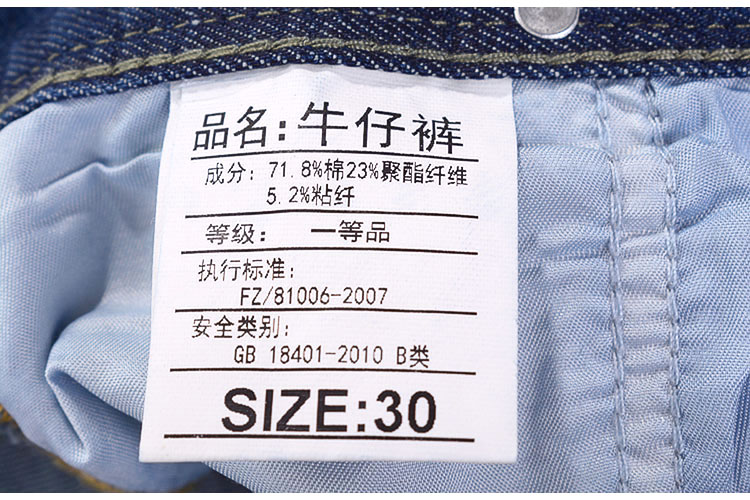 品名:牛仔裤
成分: 71.8%棉23%聚酯纤维
5.2%粘纤
等级: 一等品
执行标准:
FZ/81006-2007
安全类别:
GB 18401-2010 B类
SIZE:30